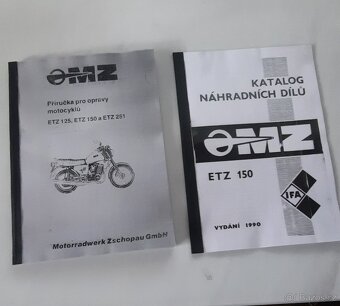 MZ
Příručka pro opravy
motocyklů
ETZ 125, ETZ 150 a ETZ 251
Motorradwerk Zschopau GmbH
KATALOG
NÁHRADNÍCH DÍLŮ
MZ
ETZ 150
IFA
VYDÁNÍ 1990